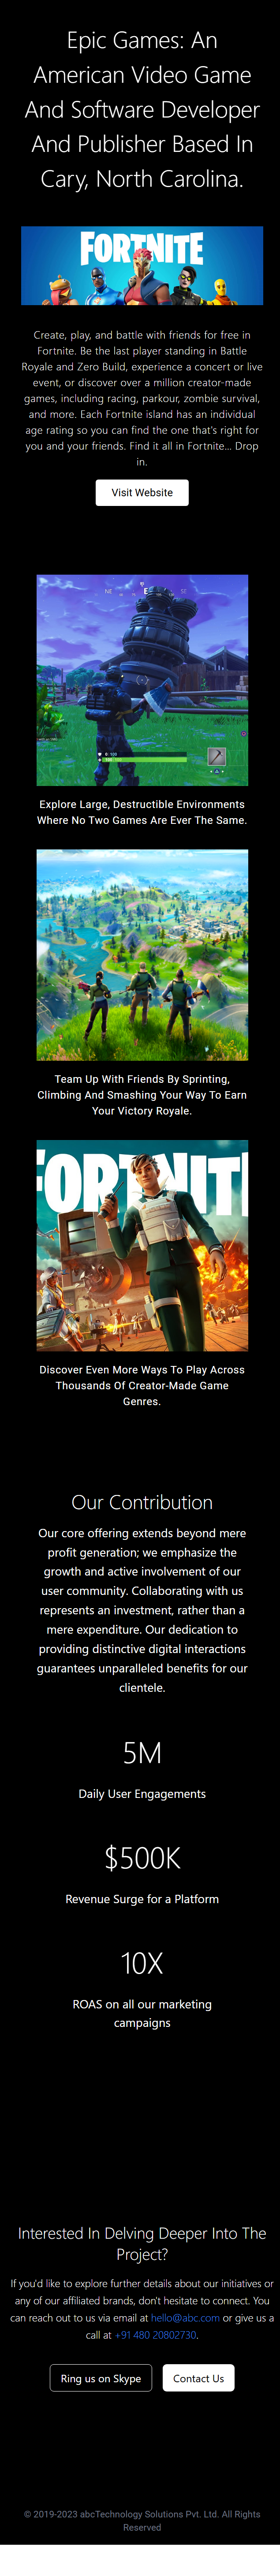 Epic Games: An
American Video Game
And Software Developer
And Publisher Based In
Cary, North Carolina.
FORTNITE
Create, play, and battle with friends for free in
Fortnite. Be the last player standing in Battle
Royale and Zero Build, experience a concert or live
event, or discover over a million creator-made
games, including racing, parkour, zombie survival,
and more. Each Fortnite island has an individual
age rating so you can find the one that's right for
you and your friends. Find it all in Fortnite... Drop
in.
Visit Website
NE E SE
Explore Large, Destructible Environments
Where No Two Games Are Ever The Same.
Team Up With Friends By Sprinting,
Climbing And Smashing Your Way To Earn
Your Victory Royale.
FORTNIT
Discover Even More Ways To Play Across
Thousands Of Creator-Made Game
Genres.
Our Contribution
Our core offering extends beyond mere
profit generation; we emphasize the
growth and active involvement of our
user community. Collaborating with us
represents an investment, rather than a
mere expenditure. Our dedication to
providing distinctive digital interactions
guarantees unparalleled benefits for our
clientele.
5M
Daily User Engagements
$500K
Revenue Surge for a Platform
10X
ROAS on all our marketing
campaigns
Interested In Delving Deeper Into The
Project?
If you'd like to explore further details about our initiatives or
any of our affiliated brands, don't hesitate to connect. You
can reach out to us via email at hello@abc.com or give us a
call at +91 480 20802730.
Ring us on Skype
Contact Us
© 2019-2023 abcTechnology Solutions Pvt. Ltd. All Rights
Reserved